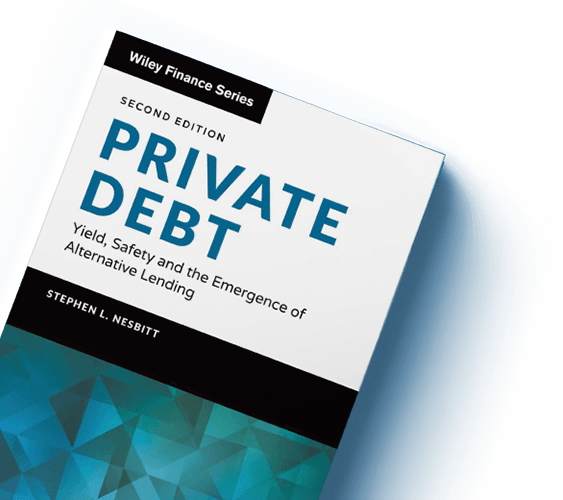 Wiley Finance Series
SECOND EDITION
PRIVATE
DEBT
Yield, Safety and the Emergence of
Alternative Lending
STEPHEN L. NESBITT